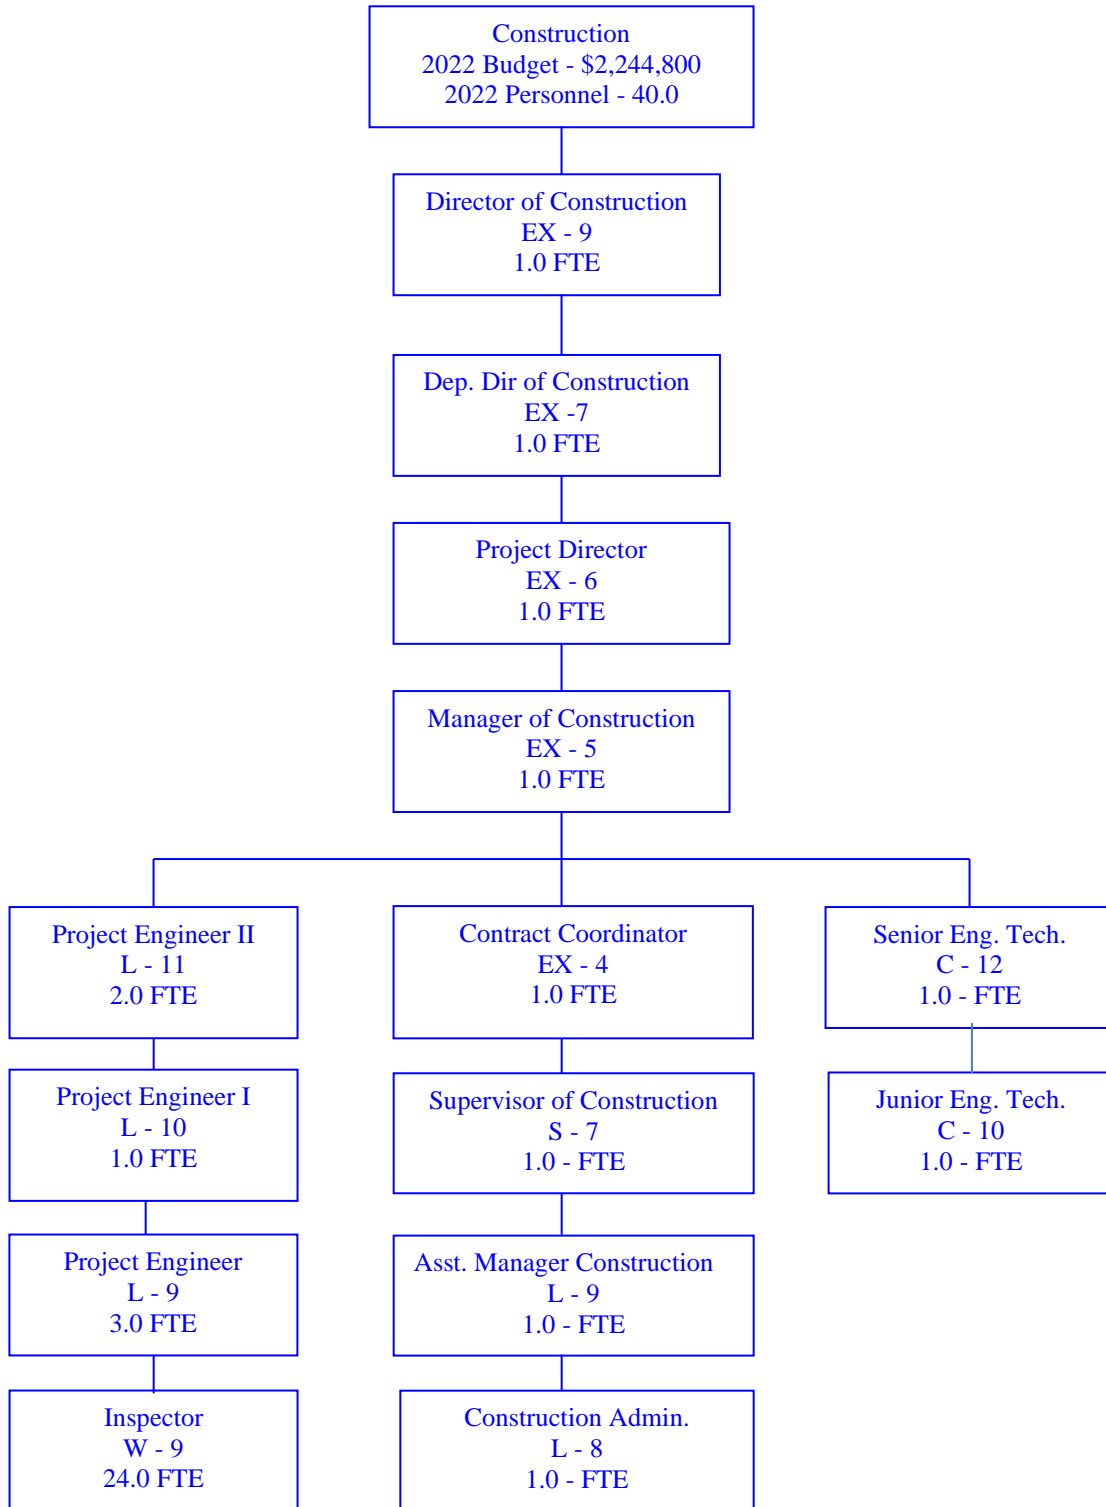 Construction
2022 Budget - $2,244,800
2022 Personnel - 40.0
Director of Construction
EX - 9
1.0 FTE
Dep. Dir of Construction
EX -7
1.0 FTE
Project Director
EX - 6
1.0 FTE
Manager of Construction
EX - 5
1.0 FTE
Project Engineer II
L - 11
2.0 FTE
Contract Coordinator
EX - 4
1.0 FTE
Senior Eng. Tech.
C - 12
1.0 - FTE
Project Engineer I
L - 10
1.0 FTE
Supervisor of Construction
S - 7
1.0 - FTE
Junior Eng. Tech.
C - 10
1.0 - FTE
Project Engineer
L - 9
3.0 FTE
Asst. Manager Construction
L - 9
1.0 - FTE
Inspector
W - 9
24.0 FTE
Construction Admin.
L - 8
1.0 - FTE